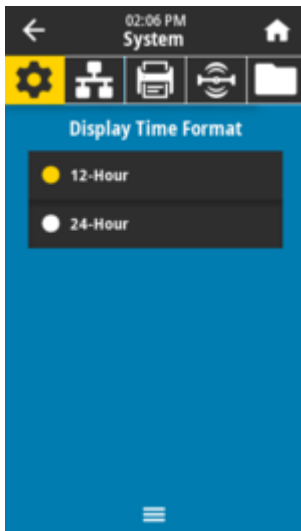 02:06 PM
System
Display Time Format
12-Hour
24-Hour